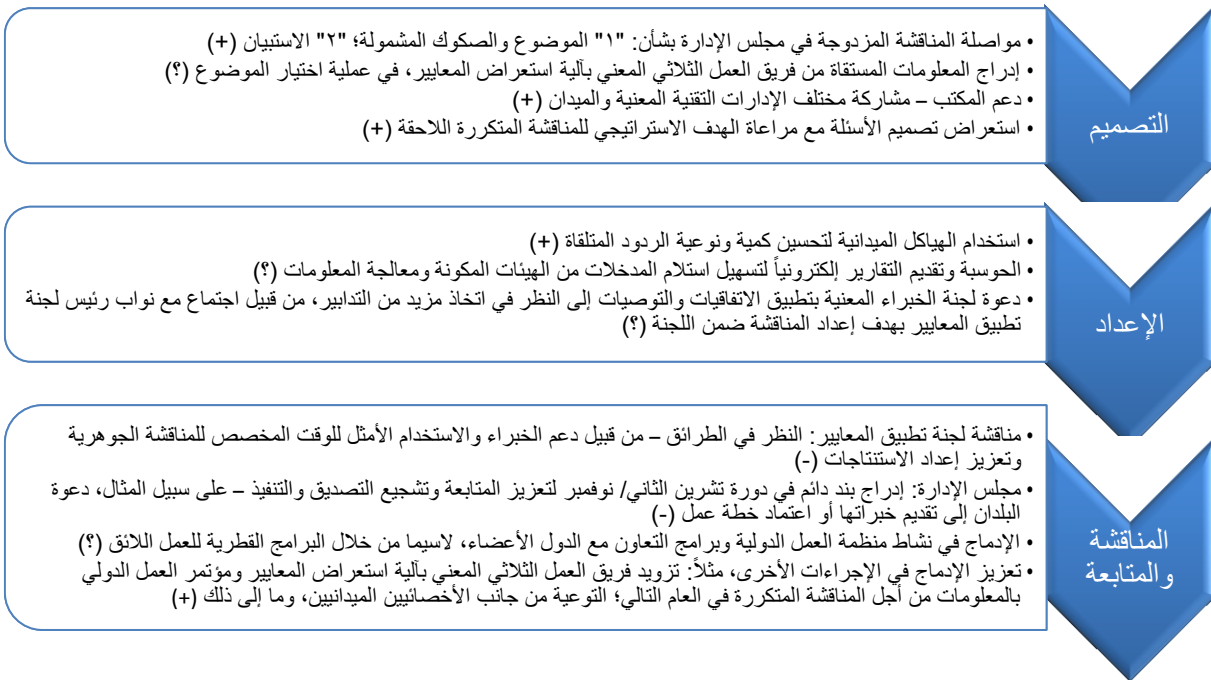 التصميم
• مواصلة المناقشة المزدوجة في مجلس الإدارة بشأن: "١" الموضوع والصكوك المشمولة؛ "٢" الاستبيان (+)
• إدراج المعلومات المستقاة من فريق العمل الثلاثي المعني بآلية استعراض المعايير، في عملية اختيار الموضوع (؟)
• دعم المكتب – مشاركة مختلف الإدارات التقنية المعنية والميدان (+)
• استعراض تصميم الأسئلة مع مراعاة الهدف الاستراتيجي للمناقشة المتكررة اللاحقة (+)
الإعداد
• استخدام الهياكل الميدانية لتحسين كمية ونوعية الردود المتلقاة (+)
• الحوسبة وتقديم التقارير إلكترونياً لتسهيل استلام المدخلات من الهيئات المكونة ومعالجة المعلومات (؟)
• دعوة لجنة الخبراء المعنية بتطبيق الاتفاقيات والتوصيات إلى النظر في اتخاذ مزيد من التدابير، من قبيل اجتماع مع نواب رئيس لجنة
تطبيق المعايير بهدف إعداد المناقشة ضمن اللجنة (؟)
المناقشة
والمتابعة
• مناقشة لجنة تطبيق المعايير: النظر في الطرائق – من قبيل دعم الخبراء والاستخدام الأمثل للوقت المخصص للمناقشة الجوهرية
وتعزيز إعداد الاستنتاجات (-)
• مجلس الإدارة: إدراج بند دائم في دورة تشرين الثاني/ نوفمبر لتعزيز المتابعة وتشجيع التصديق والتنفيذ – على سبيل المثال، دعوة
البلدان إلى تقديم خبراتها أو اعتماد خطة عمل (-)
• الإدماج في نشاط منظمة العمل الدولية وبرامج التعاون مع الدول الأعضاء، لاسيما من خلال البرامج القطرية للعمل اللائق (؟)
• تعزيز الإدماج في الإجراءات الأخرى، مثلاً: تزويد فريق العمل الثلاثي المعني بآلية استعراض المعايير ومؤتمر العمل الدولي
بالمعلومات من أجل المناقشة المتكررة في العام التالي؛ التوعية من جانب الأخصائيين الميدانيين، وما إلى ذلك (+)